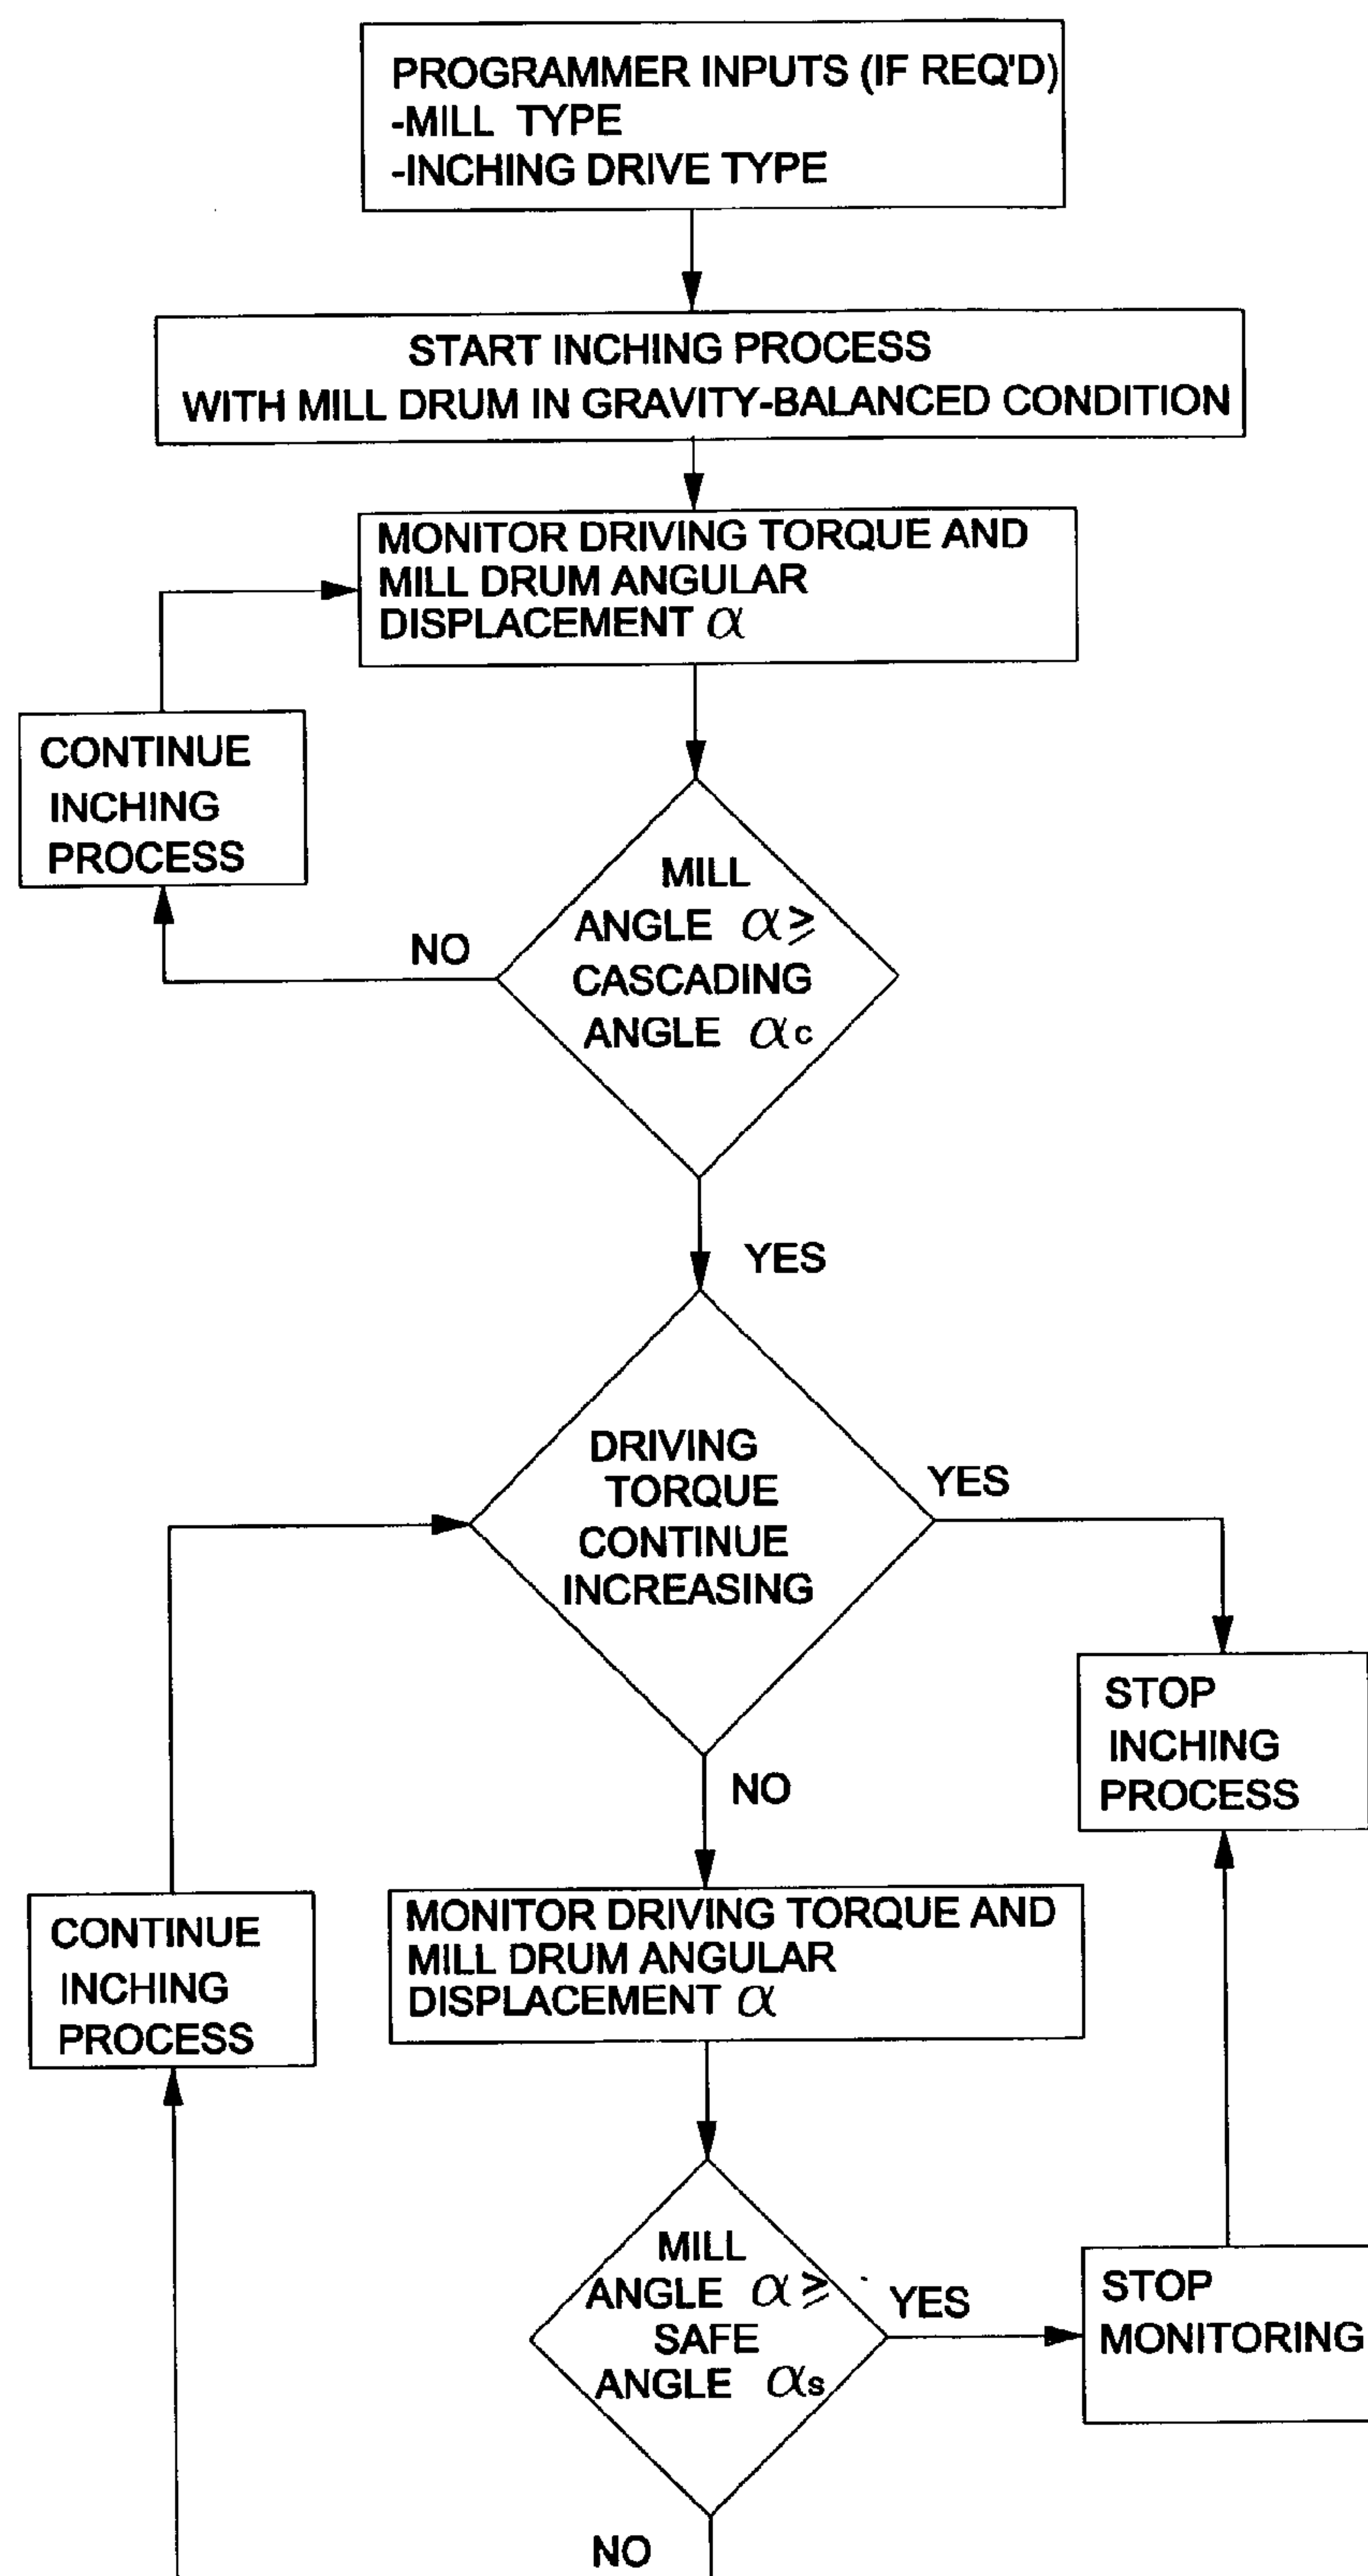 PROGRAMMER INPUTS (IF REQ'D)
-MILL TYPE
-INCHING DRIVE TYPE
START INCHING PROCESS
WITH MILL DRUM IN GRAVITY-BALANCED CONDITION
MONITOR DRIVING TORQUE AND
MILL DRUM ANGULAR
DISPLACEMENT α
CONTINUE
INCHING
PROCESS
NO
MILL
ANGLE α ≥
CASCADING
ANGLE αc
YES
DRIVING
TORQUE
CONTINUE
INCREASING
YES
STOP
INCHING
PROCESS
NO
MONITOR DRIVING TORQUE AND
MILL DRUM ANGULAR
DISPLACEMENT α
CONTINUE
INCHING
PROCESS
MILL
ANGLE α ≥
SAFE
ANGLE αs
YES
STOP
MONITORING
NO